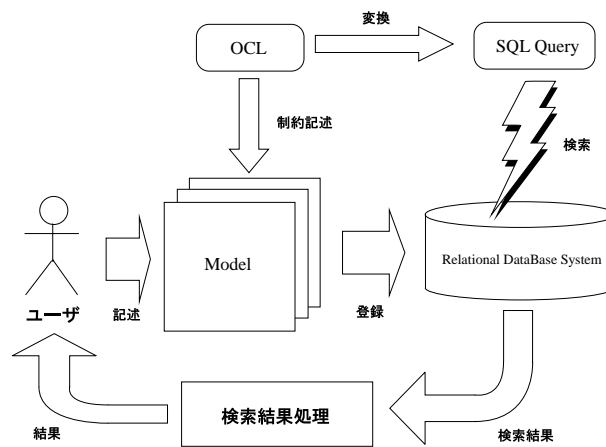 変換
OCL
SQL Query
制約記述
検索
Model
Relational DataBase System
ユーザ
記述
登録
検索結果処理
結果
検索結果